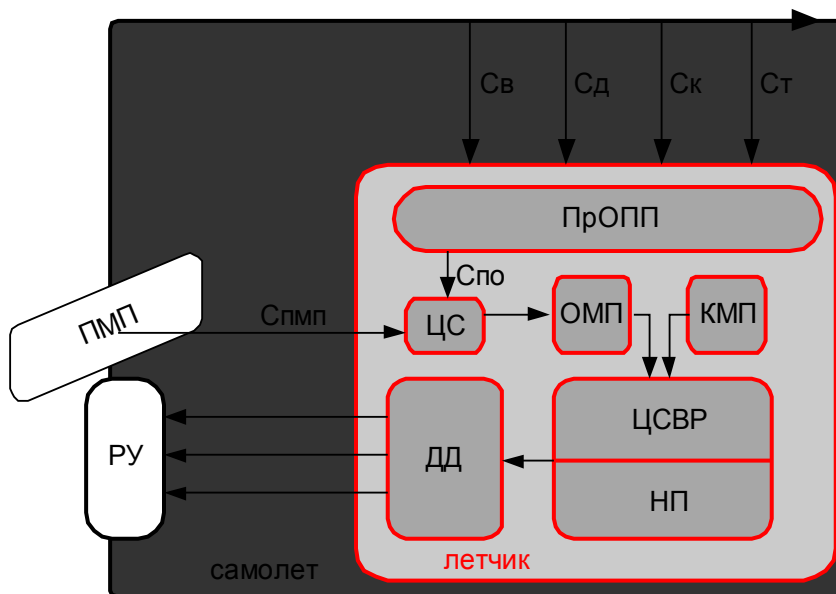 Св Сд Ск Ст
ПрОПП
Спо
ПМП Спмп ЦС ОМП КМП
РУ ДД ЦСВР
НП
самолет летчик